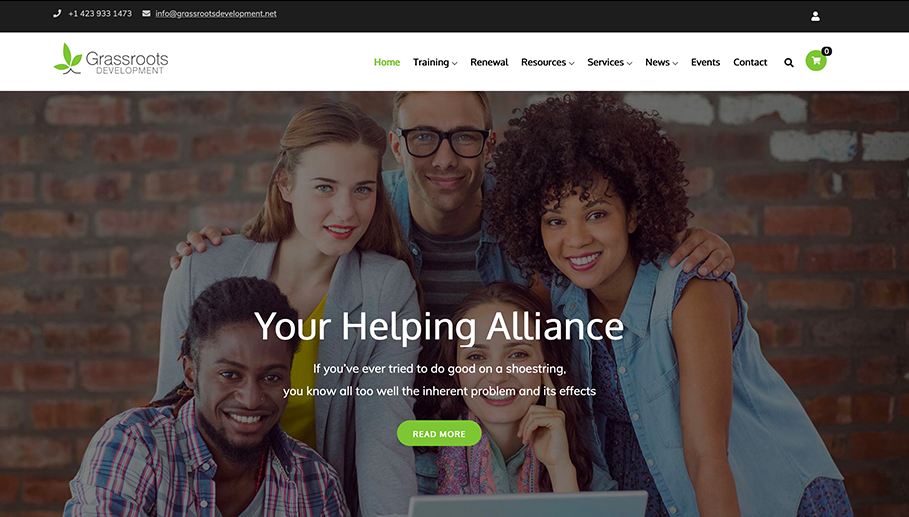 +1 423 933 1473 info@grassrootsdevelopment.net
Grassroots
DEVELOPMENT
Home Training Renewal Resources Services News Events Contact 0
Your Helping Alliance
If you've ever tried to do good on a shoestring,
you know all too well the inherent problem and its effects
READ MORE